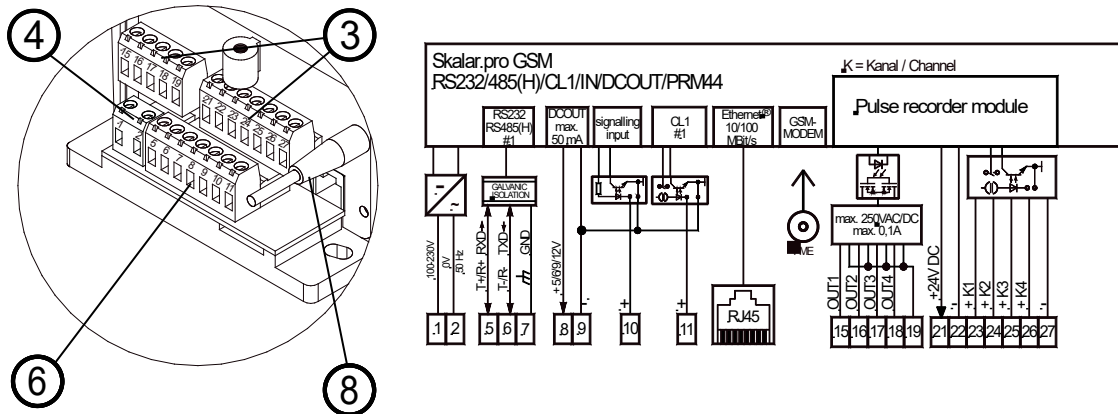 4
3
6
8
15 16 17 18 19
21 22 23 24 25 26 27
1 2
5 6 7 8 9 10 11
Skalar.pro GSM
RS232/485(H)/CL1/IN/DCOUT/PRM44
K = Kanal / Channel
RS232
RS485(H)
#1
DCOUT
max.
50 mA
signalling
input
CL1
#1
Ethernet®
10/100
MBit/s
GSM-
MODEM
Pulse recorder module
GALVANIC
ISOLATION
max. 250VAC/DC
max. 0,1A
100-230V
0V
50 Hz
T+/R+ RXD
T-/R- TXD
GND
+5/6/9/12V
-
+
+
RJ45
OUT1
OUT2
OUT3
OUT4
+24V DC
-
+K1
+K2
+K3
+K4
-
1 2 5 6 7 8 9 10 11 15 16 17 18 19 21 22 23 24 25 26 27